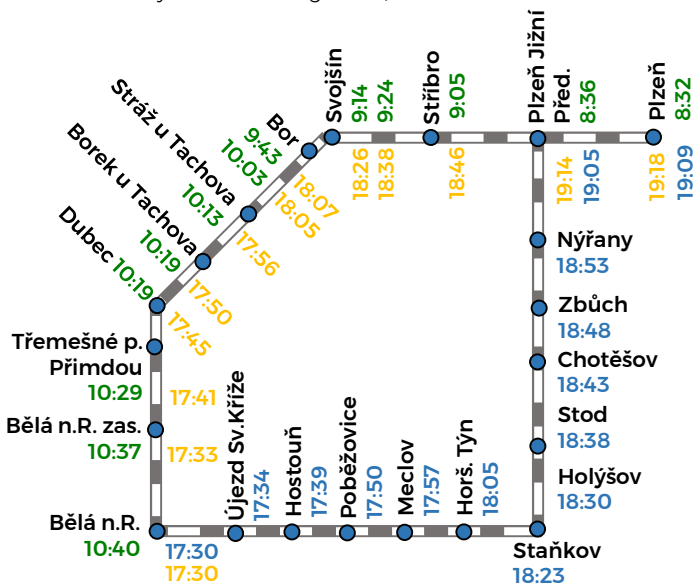 Svojšín
9:14
9:24
18:26
18:38
Stříbro
9:05
18:46
Plzeň Jižní
Před.
8:36
19:14
19:05
Plzeň
8:32
19:18
19:09
Bor
9:43
10:03
18:07
18:05
Stráž u Tachova
10:13
17:56
Borek u Tachova
10:19
17:50
Dubec
10:19
17:45
Třemešné p.
Přimdou
10:29
17:41
Bělá n.R. zas.
10:37
17:33
Bělá n.R.
10:40
17:30
17:30
Újezd Sv.Kříže
17:34
Hostouň
17:39
Poběžovice
17:50
Meclov
17:57
Horš. Týn
18:05
Nýřany
18:53
Zbůch
18:48
Chotěšov
18:43
Stod
18:38
Holýšov
18:30
Staňkov
18:23